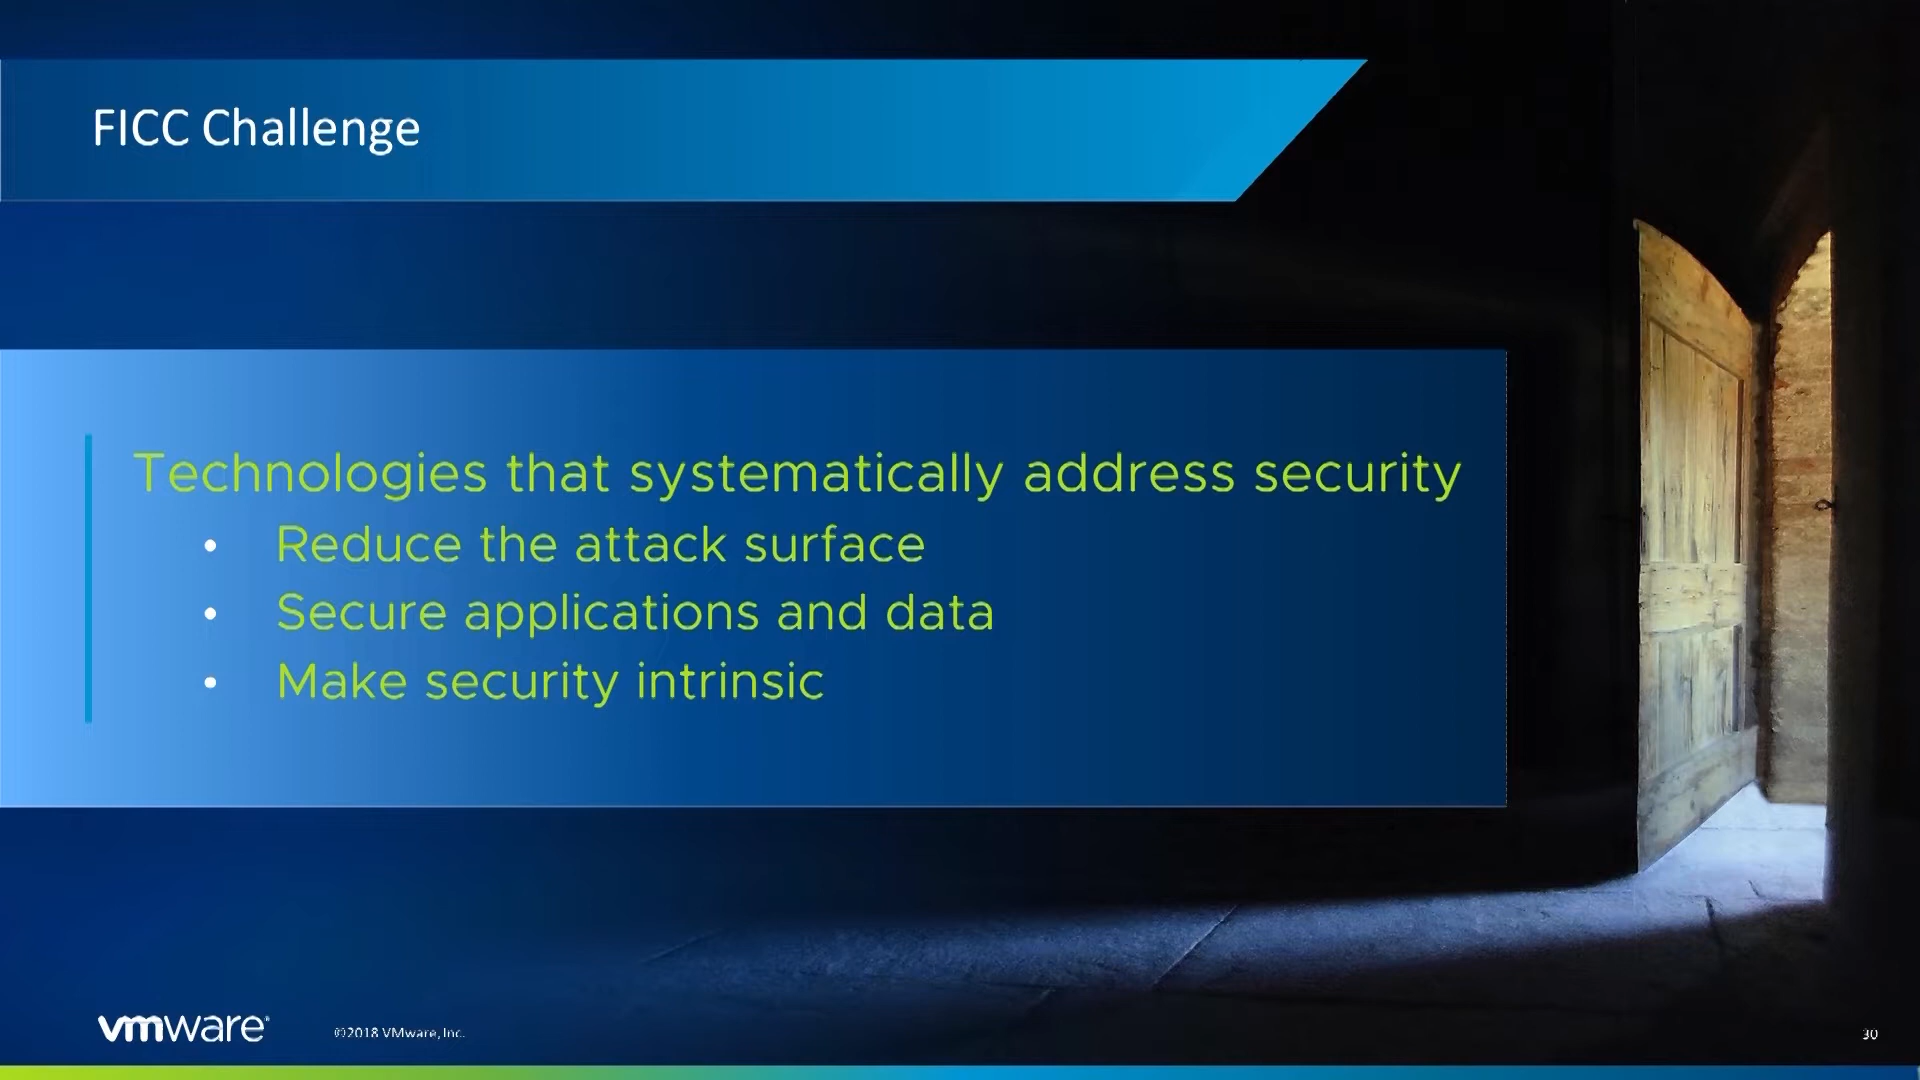 FICC Challenge
Technologies that systematically address security
• Reduce the attack surface
• Secure applications and data
• Make security intrinsic
vmware®
©2018 VMware, Inc.
30